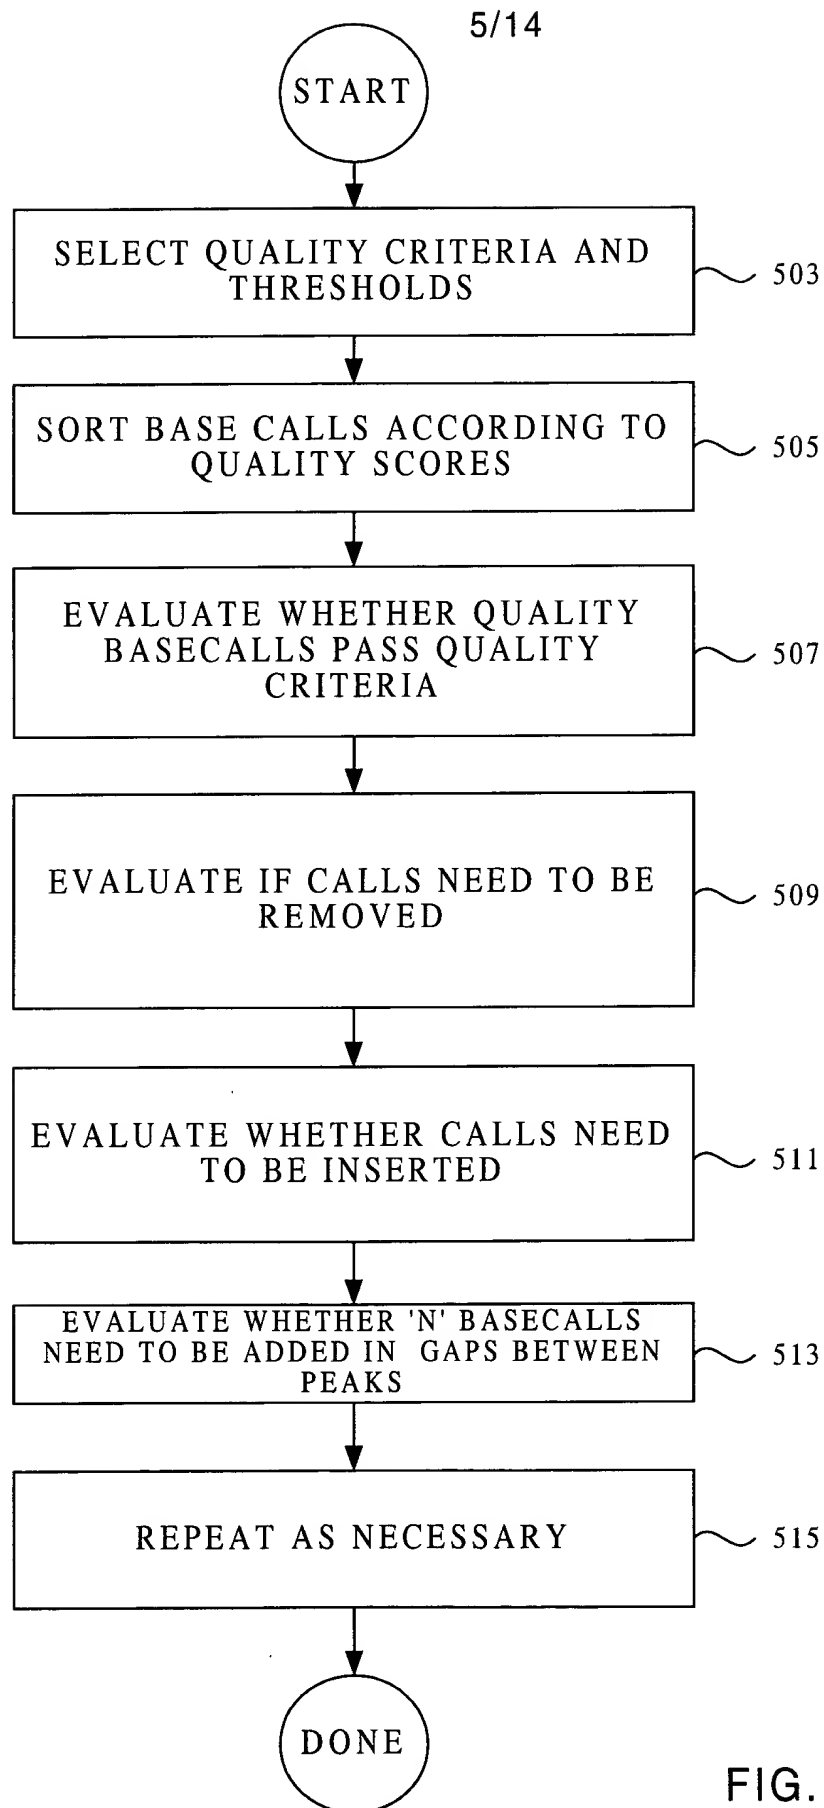 5/14
START
SELECT QUALITY CRITERIA AND
THRESHOLDS
503
SORT BASE CALLS ACCORDING TO
QUALITY SCORES
505
EVALUATE WHETHER QUALITY
BASECALLS PASS QUALITY
CRITERIA
507
EVALUATE IF CALLS NEED TO BE
REMOVED
509
EVALUATE WHETHER CALLS NEED
TO BE INSERTED
511
EVALUATE WHETHER 'N' BASECALLS
NEED TO BE ADDED IN GAPS BETWEEN
PEAKS
513
REPEAT AS NECESSARY
515
DONE
FIG.